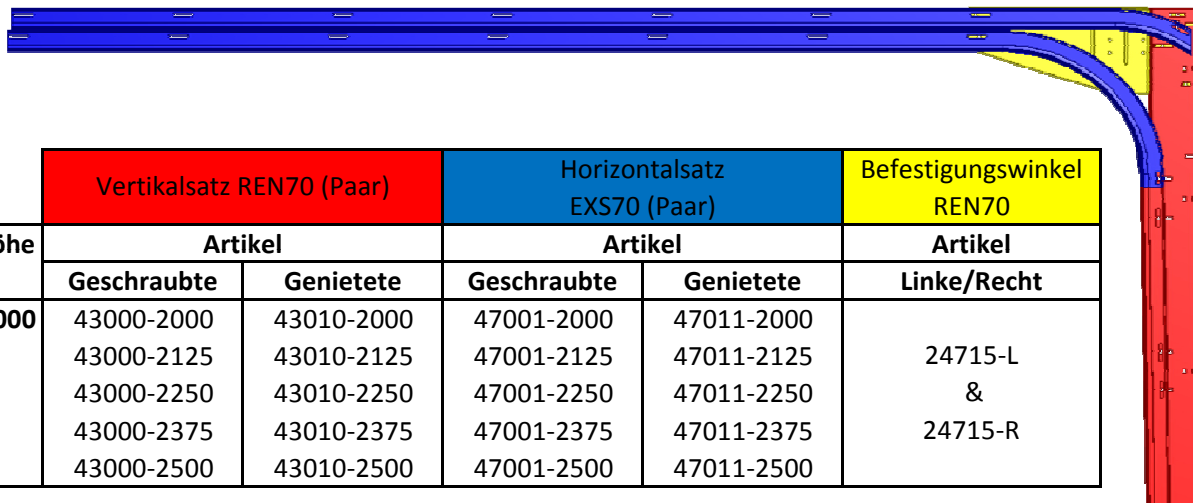 Vertikalsatz REN70 (Paar) Horizontalsatz EXS70 (Paar) Befestigungswinkel REN70
Artikel Artikel Artikel
Geschraubte Genietete Geschraubte Genietete Linke/Recht
43000-2000 43010-2000 47001-2000 47011-2000
43000-2125 43010-2125 47001-2125 47011-2125 24715-L
43000-2250 43010-2250 47001-2250 47011-2250 &
43000-2375 43010-2375 47001-2375 47011-2375 24715-R
43000-2500 43010-2500 47001-2500 47011-2500